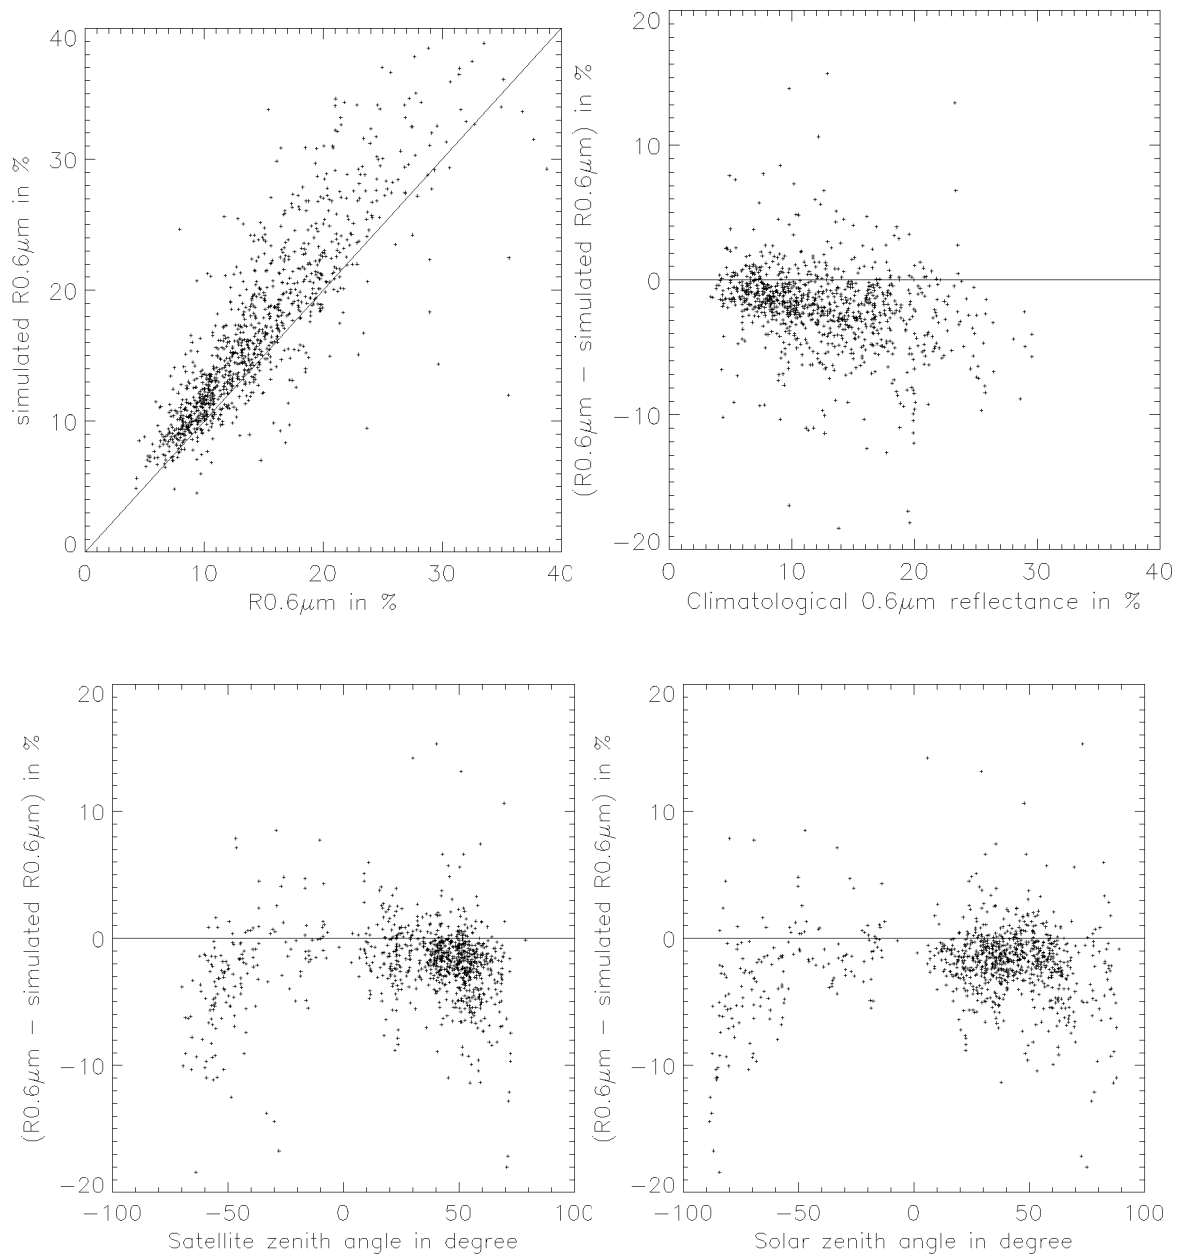 simulated R0.6µm in %
40
30
20
10
0
0 10 20 30 40
R0.6µm in %
(R0.6µm − simulated R0.6µm) in %
20
10
0
−10
−20
0 10 20 30 40
Climatological 0.6µm reflectance in %
(R0.6µm − simulated R0.6µm) in %
20
10
0
−10
−20
−100 −50 0 50 100
Satellite zenith angle in degree
(R0.6µm − simulated R0.6µm) in %
20
10
0
−10
−20
−100 −50 0 50 100
Solar zenith angle in degree